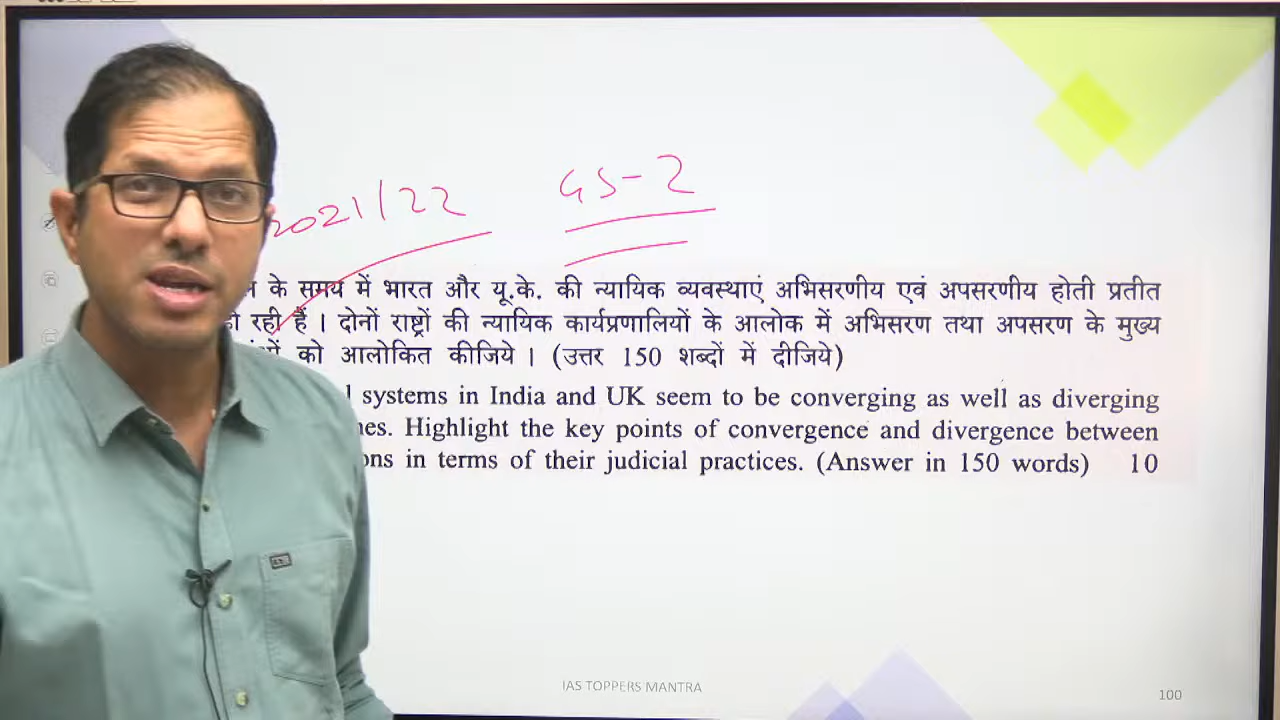 2021/22 GS-2
के समय में भारत और यू.के. की न्यायिक व्यवस्थाएं अभिसरणीय एवं अपसरणीय होती प्रतीत
रही हैं । दोनों राष्ट्रों की न्यायिक कार्यप्रणालियों के आलोक में अभिसरण तथा अपसरण के मुख्य
को आलोकित कीजिये । (उत्तर 150 शब्दों में दीजिये)
systems in India and UK seem to be converging as well as diverging
Highlight the key points of convergence and divergence between
in terms of their judicial practices. (Answer in 150 words) 10
IAS TOPPERS MANTRA
100